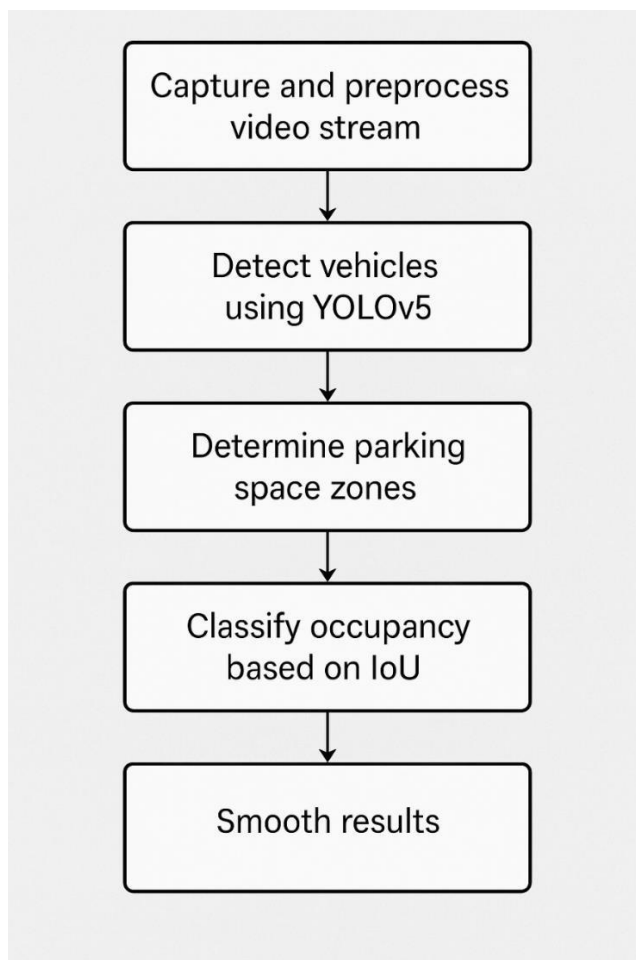 Capture and preprocess
video stream
Detect vehicles
using YOLOv5
Determine parking
space zones
Classify occupancy
based on IoU
Smooth results